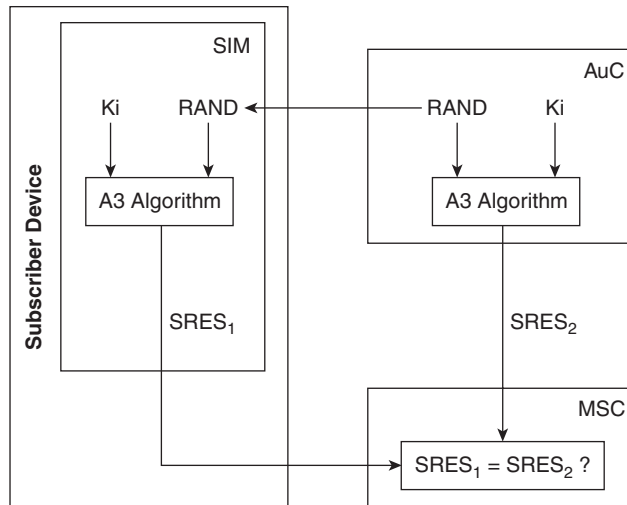 SIM
AuC
Ki
RAND
RAND
Ki
A3 Algorithm
A3 Algorithm
Subscriber Device
SRES₁
SRES₂
MSC
SRES₁ = SRES₂ ?